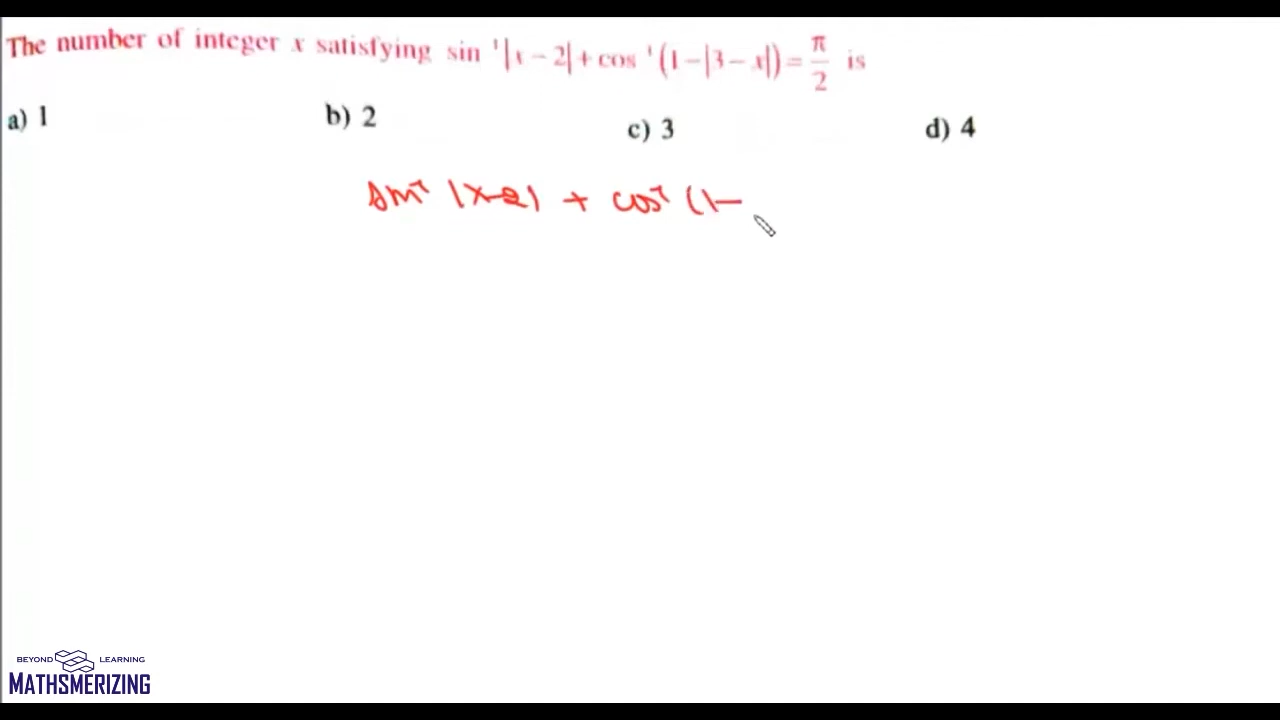 The number of integer x satisfying sin⁻¹|x − 2| + cos⁻¹(1 − |3 − x|) = π/2 is
a) 1 b) 2 c) 3 d) 4
sin⁻¹ |x-2| + cos⁻¹ (1-
BEYOND LEARNING
MATHSMERIZING